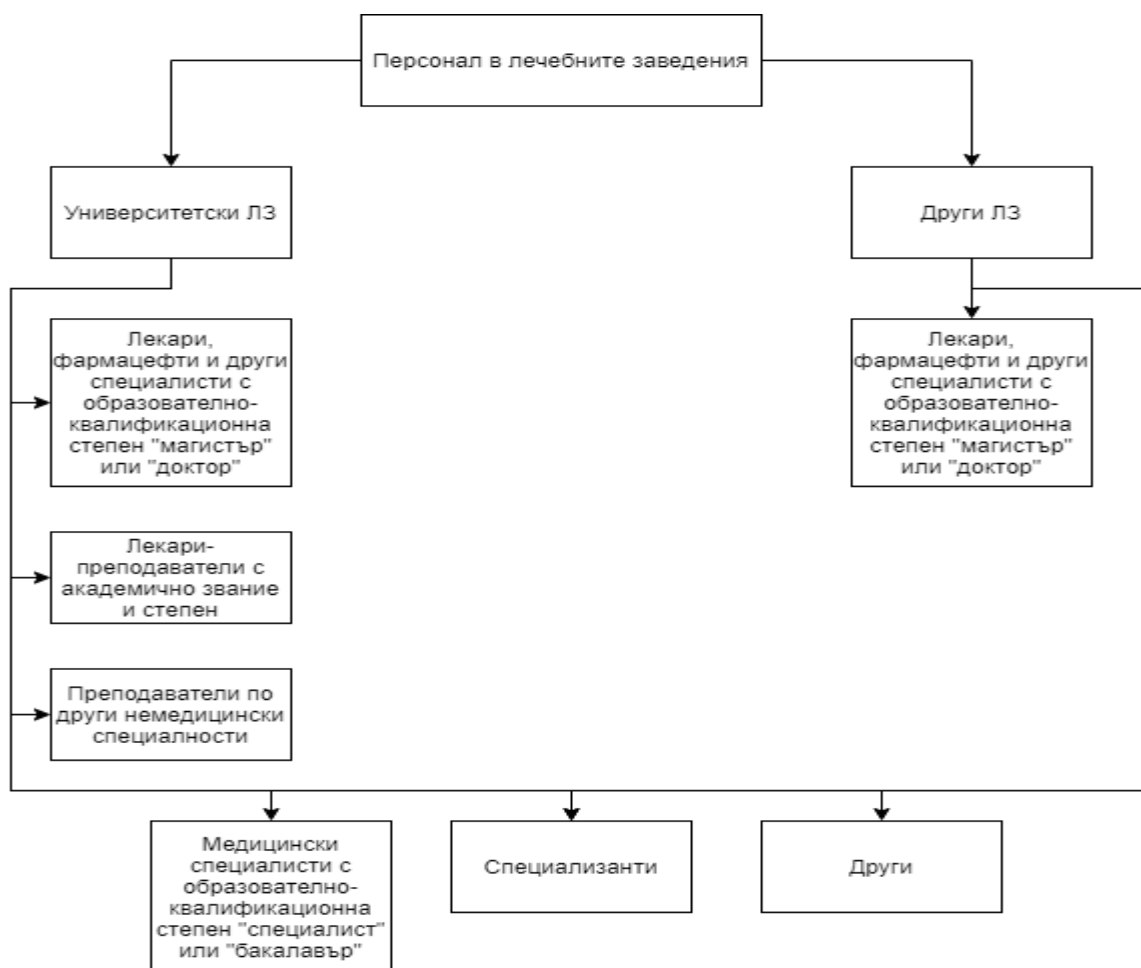 Персонал в лечебните заведения
Университетски ЛЗ
Други ЛЗ
Лекари,
фармацефти и други
специалисти с
образователно-
квалификационна
степен "магистър"
или "доктор"
Лекари,
фармацефти и други
специалисти с
образователно-
квалификационна
степен "магистър"
или "доктор"
Лекари-
преподаватели с
академично звание
и степен
Преподаватели по
други немедицински
специалности
Медицински
специалисти с
образователно-
квалификационна
степен "специалист"
или "бакалавър"
Специализанти
Други